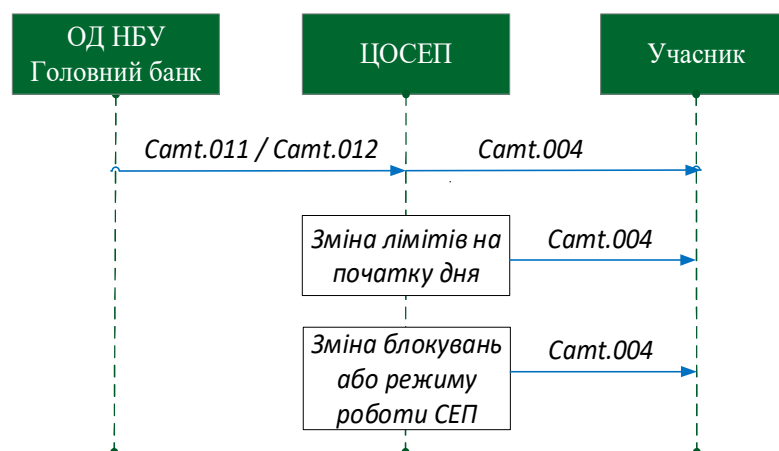 ОД НБУ
Головний банк
ЦОСЕП
Учасник
Camt.011 / Camt.012
Camt.004
Зміна лімітів на
початку дня
Camt.004
Зміна блокувань
або режиму
роботи СЕП
Camt.004